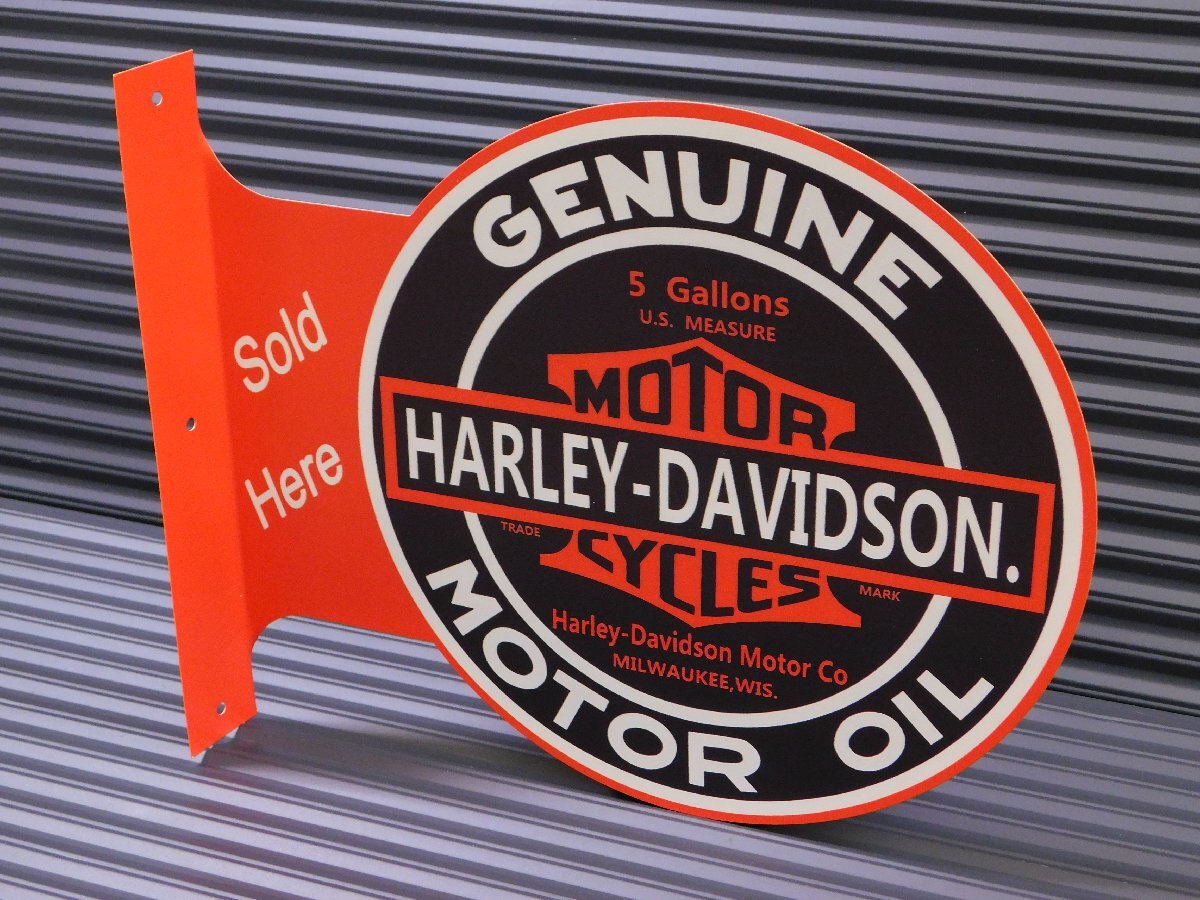 Sold
Here
GENUINE
5 Gallons
U.S. MEASURE
MOTOR
HARLEY-DAVIDSON.
TRADE
CYCLES
MARK
Harley-Davidson Motor Co
MILWAUKEE,WIS.
MOTOR OIL